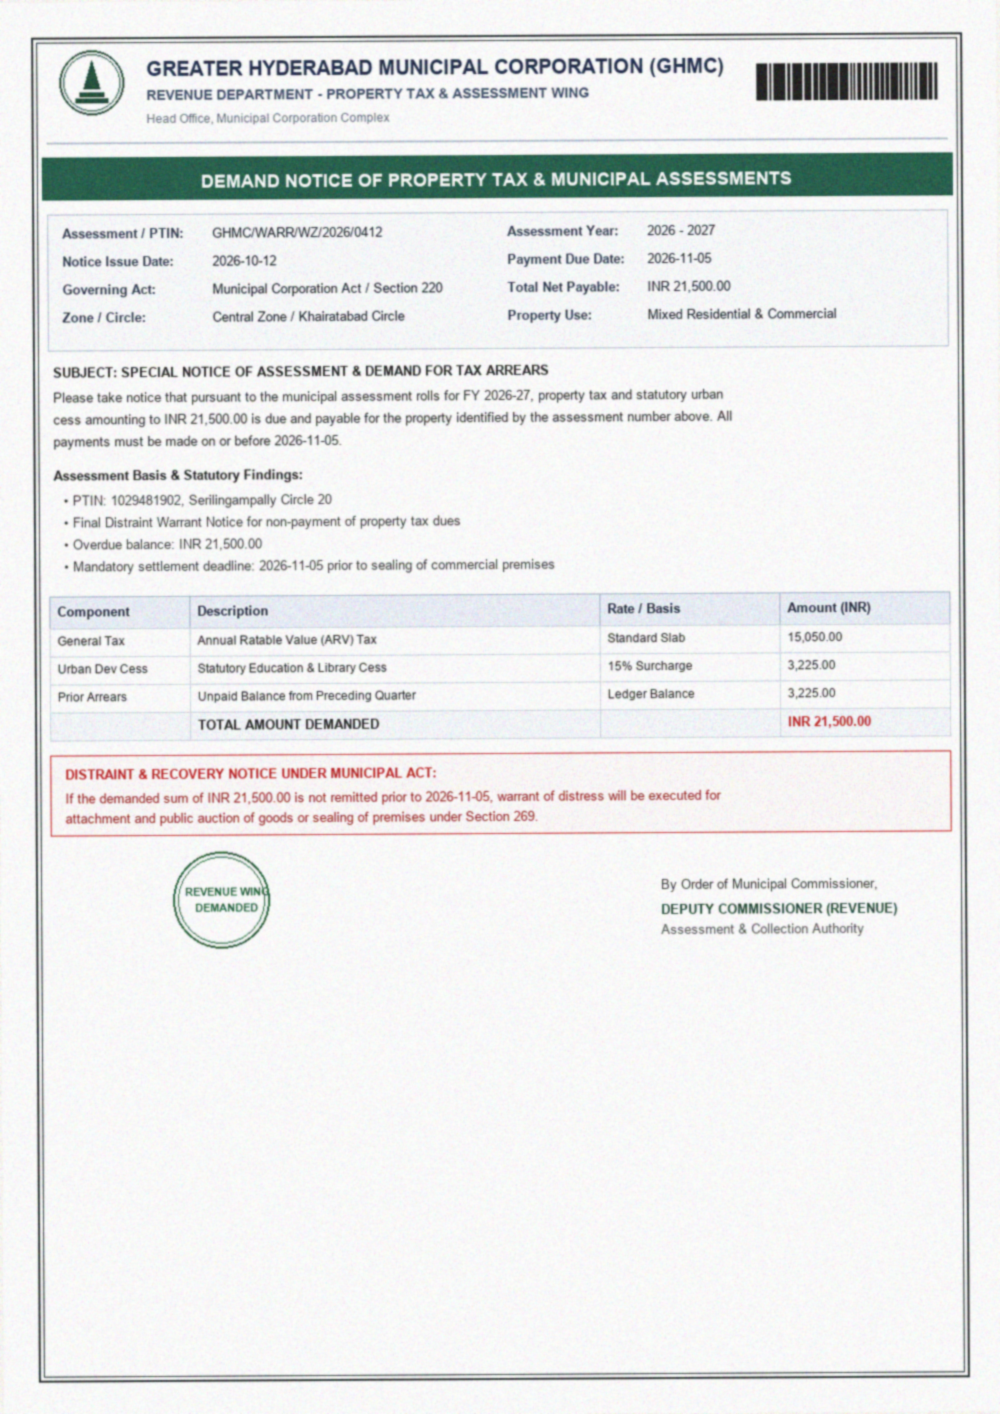 GREATER HYDERABAD MUNICIPAL CORPORATION (GHMC)
REVENUE DEPARTMENT - PROPERTY TAX & ASSESSMENT WING
Head Office, Municipal Corporation Complex
DEMAND NOTICE OF PROPERTY TAX & MUNICIPAL ASSESSMENTS
Assessment / PTIN: GHMC/WARR/WZ/2026/0412 Assessment Year: 2026 - 2027
Notice Issue Date: 2026-10-12 Payment Due Date: 2026-11-05
Governing Act: Municipal Corporation Act / Section 220 Total Net Payable: INR 21,500.00
Zone / Circle: Central Zone / Khairatabad Circle Property Use: Mixed Residential & Commercial
SUBJECT: SPECIAL NOTICE OF ASSESSMENT & DEMAND FOR TAX ARREARS
Please take notice that pursuant to the municipal assessment rolls for FY 2026-27, property tax and statutory urban
cess amounting to INR 21,500.00 is due and payable for the property identified by the assessment number above. All
payments must be made on or before 2026-11-05.
Assessment Basis & Statutory Findings:
• PTIN: 1029481902, Serilingampally Circle 20
• Final Distraint Warrant Notice for non-payment of property tax dues
• Overdue balance: INR 21,500.00
• Mandatory settlement deadline: 2026-11-05 prior to sealing of commercial premises
Component Description Rate / Basis Amount (INR)
General Tax Annual Ratable Value (ARV) Tax Standard Slab 15,050.00
Urban Dev Cess Statutory Education & Library Cess 15% Surcharge 3,225.00
Prior Arrears Unpaid Balance from Preceding Quarter Ledger Balance 3,225.00
TOTAL AMOUNT DEMANDED INR 21,500.00
DISTRAINT & RECOVERY NOTICE UNDER MUNICIPAL ACT:
If the demanded sum of INR 21,500.00 is not remitted prior to 2026-11-05, warrant of distress will be executed for
attachment and public auction of goods or sealing of premises under Section 269.
REVENUE WING
DEMANDED
By Order of Municipal Commissioner,
DEPUTY COMMISSIONER (REVENUE)
Assessment & Collection Authority